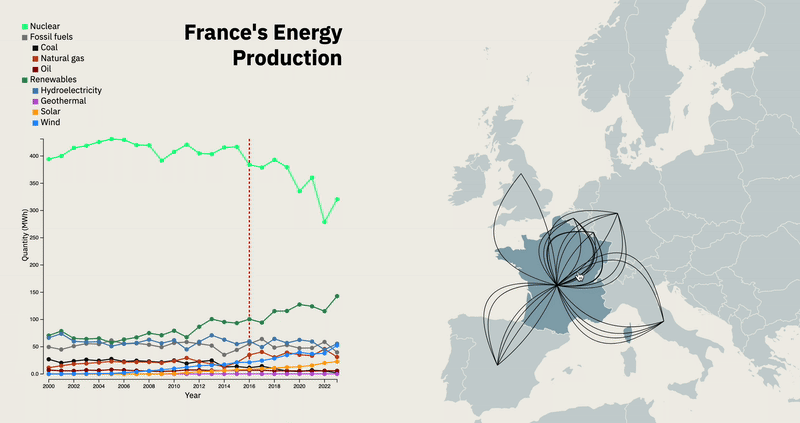 France's Energy
Production
Nuclear
Fossil fuels
Coal
Natural gas
Oil
Renewables
Hydroelectricity
Geothermal
Solar
Wind
Quantity (MWh)
400
350
300
250
200
150
100
50
0.0
2000 2002 2004 2006 2008 2010 2012 2014 2016 2018 2020 2022
Year